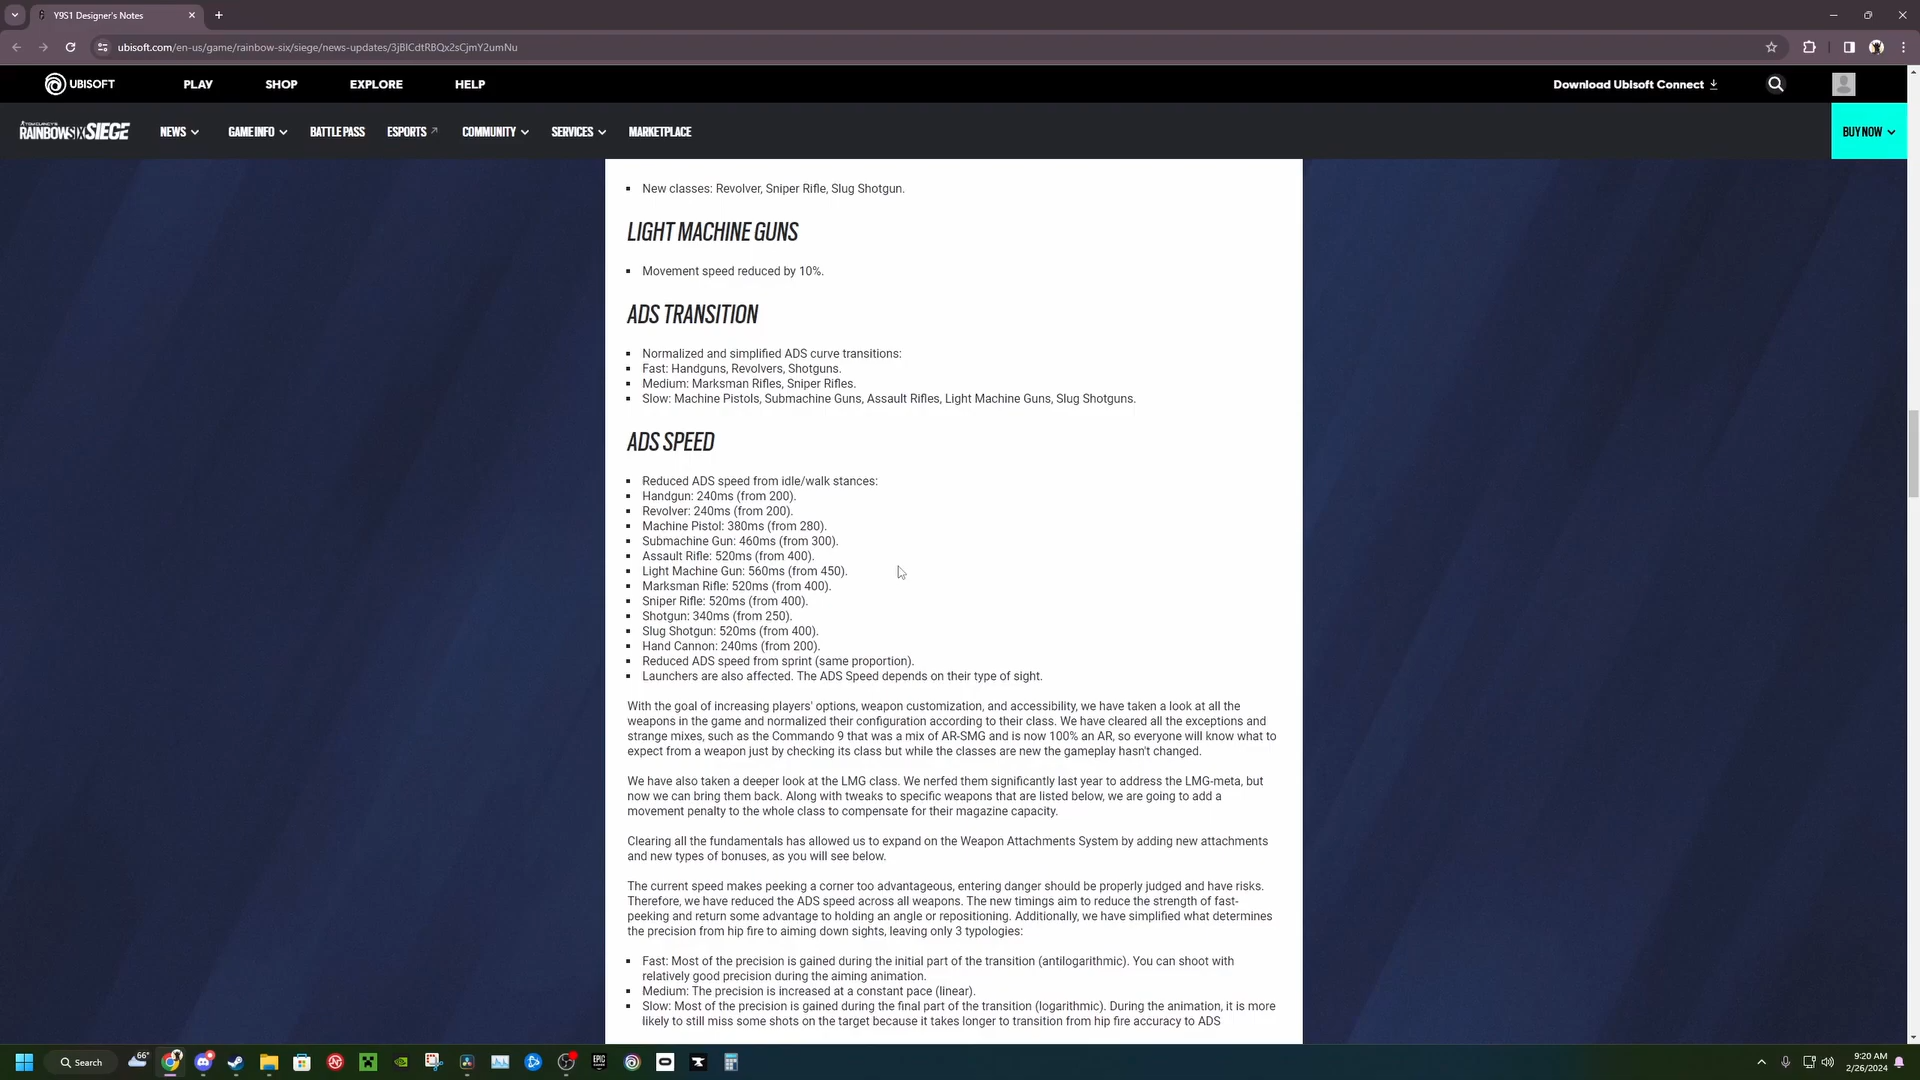 Y9S1 Designer's Notes
ubisoft.com/en-us/game/rainbow-six/siege/news-updates/3jBlCdtRBQx2sCjmY2umNu
UBISOFT
PLAY
SHOP
EXPLORE
HELP
Download Ubisoft Connect
TOM CLANCY'S
RAINBOWSIX SIEGE
NEWS
GAME INFO
BATTLE PASS
ESPORTS
COMMUNITY
SERVICES
MARKETPLACE
BUY NOW
New classes: Revolver, Sniper Rifle, Slug Shotgun.
LIGHT MACHINE GUNS
Movement speed reduced by 10%.
ADS TRANSITION
Normalized and simplified ADS curve transitions:
Fast: Handguns, Revolvers, Shotguns.
Medium: Marksman Rifles, Sniper Rifles.
Slow: Machine Pistols, Submachine Guns, Assault Rifles, Light Machine Guns, Slug Shotguns.
ADS SPEED
Reduced ADS speed from idle/walk stances:
Handgun: 240ms (from 200).
Revolver: 240ms (from 200).
Machine Pistol: 380ms (from 280).
Submachine Gun: 460ms (from 300).
Assault Rifle: 520ms (from 400).
Light Machine Gun: 560ms (from 450).
Marksman Rifle: 520ms (from 400).
Sniper Rifle: 520ms (from 400).
Shotgun: 340ms (from 250).
Slug Shotgun: 520ms (from 400).
Hand Cannon: 240ms (from 200).
Reduced ADS speed from sprint (same proportion).
Launchers are also affected. The ADS Speed depends on their type of sight.
With the goal of increasing players' options, weapon customization, and accessibility, we have taken a look at all the
weapons in the game and normalized their configuration according to their class. We have cleared all the exceptions and
strange mixes, such as the Commando 9 that was a mix of AR-SMG and is now 100% an AR, so everyone will know what to
expect from a weapon just by checking its class but while the classes are new the gameplay hasn't changed.
We have also taken a deeper look at the LMG class. We nerfed them significantly last year to address the LMG-meta, but
now we can bring them back. Along with tweaks to specific weapons that are listed below, we are going to add a
movement penalty to the whole class to compensate for their magazine capacity.
Clearing all the fundamentals has allowed us to expand on the Weapon Attachments System by adding new attachments
and new types of bonuses, as you will see below.
The current speed makes peeking a corner too advantageous, entering danger should be properly judged and have risks.
Therefore, we have reduced the ADS speed across all weapons. The new timings aim to reduce the strength of fast-
peeking and return some advantage to holding an angle or repositioning. Additionally, we have simplified what determines
the precision from hip fire to aiming down sights, leaving only 3 typologies:
Fast: Most of the precision is gained during the initial part of the transition (antilogarithmic). You can shoot with
relatively good precision during the aiming animation.
Medium: The precision is increased at a constant pace (linear).
Slow: Most of the precision is gained during the final part of the transition (logarithmic). During the animation, it is more
likely to still miss some shots on the target because it takes longer to transition from hip fire accuracy to ADS
Search
66°
EPIC
9:20 AM
2/26/2024